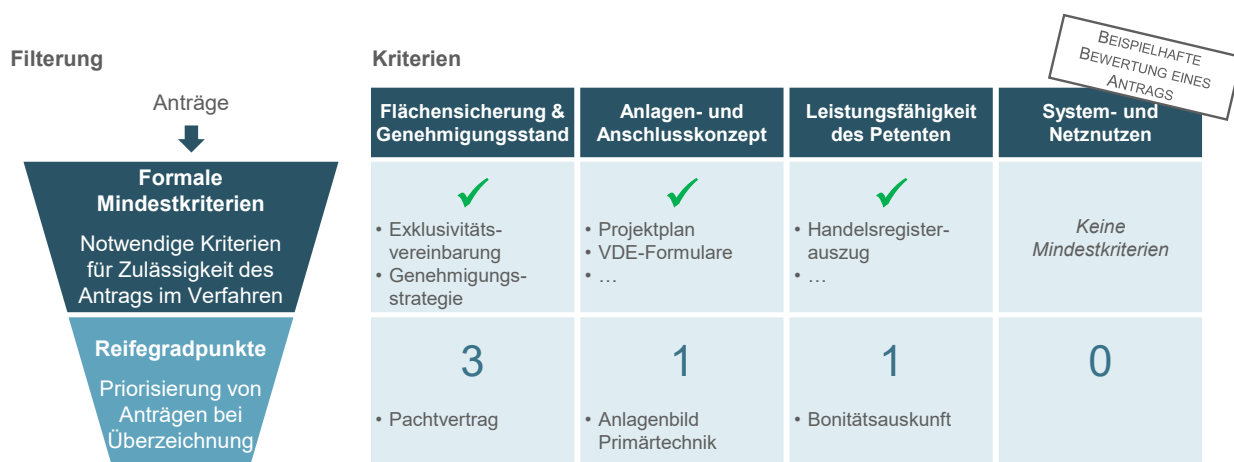 Filterung
Kriterien
BEISPIELHAFTE
BEWERTUNG EINES
ANTRAGS
Anträge
Flächensicherung &
Genehmigungsstand
Anlagen- und
Anschlusskonzept
Leistungsfähigkeit
des Petenten
System- und
Netznutzen
Formale
Mindestkriterien
Notwendige Kriterien
für Zulässigkeit des
Antrags im Verfahren
• Exklusivitäts-
vereinbarung
• Genehmigungs-
strategie
• Projektplan
• VDE-Formulare
• …
• Handelsregister-
auszug
• …
Keine
Mindestkriterien
Reifegradpunkte
Priorisierung von
Anträgen bei
Überzeichnung
3
• Pachtvertrag
1
• Anlagenbild
Primärtechnik
1
• Bonitätsauskunft
0